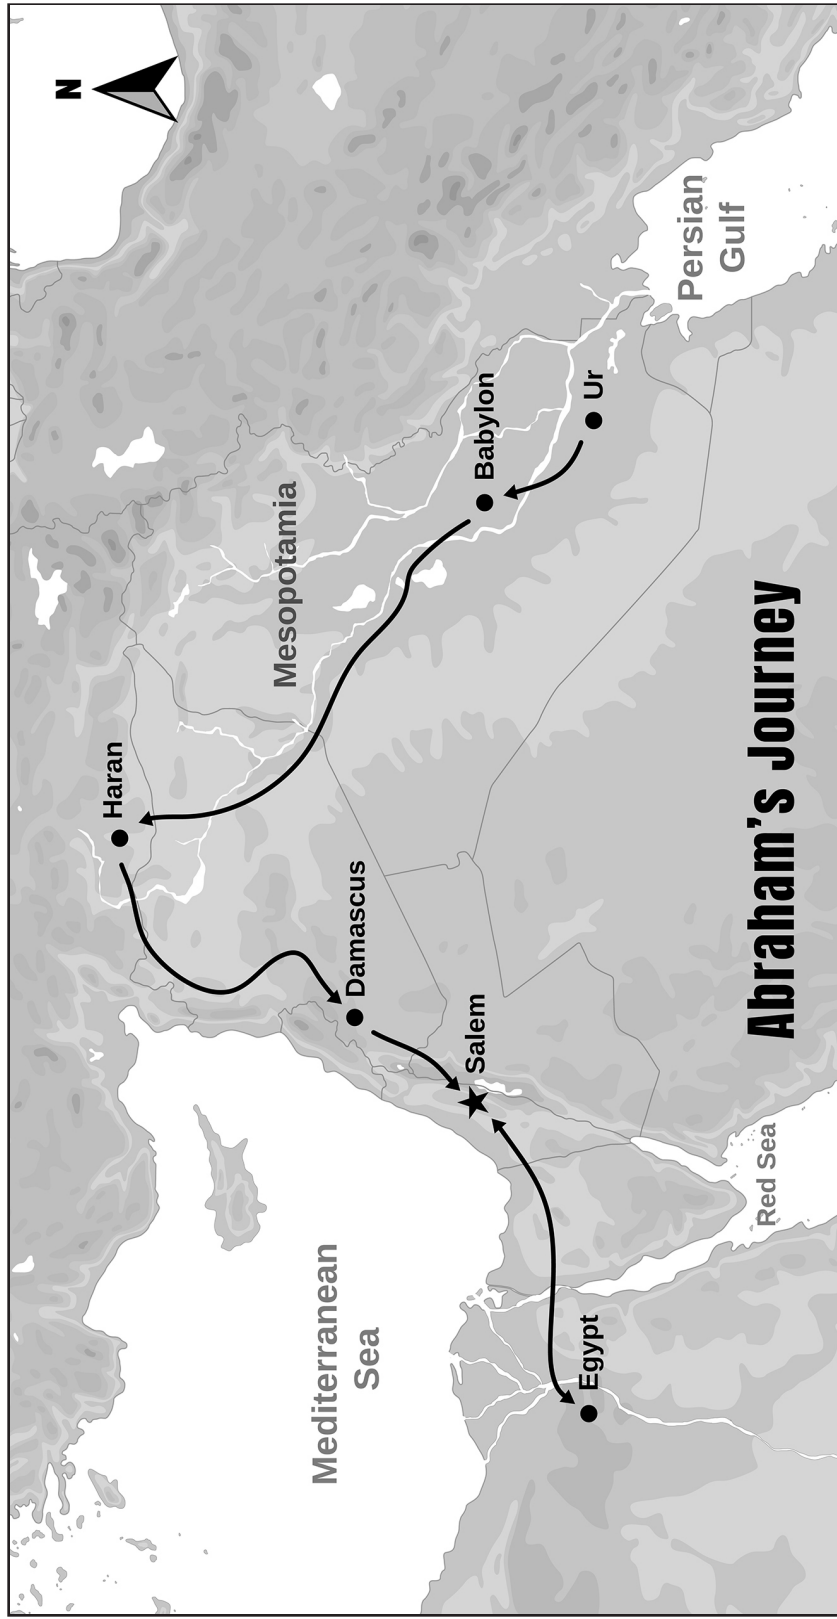 N
Haran
Mesopotamia
Babylon
Ur
Persian
Gulf
Damascus
Salem
Mediterranean
Sea
Egypt
Red Sea
Abraham’s Journey